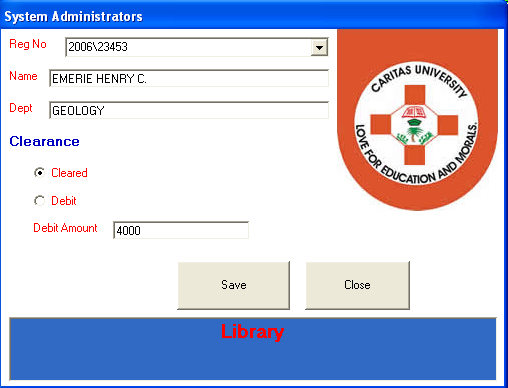 System Administrators
Reg No 2006\23453
Name EMERIE HENRY C.
Dept GEOLOGY
CARITAS UNIVERSITY
LOVE FOR EDUCATION AND MORALS.
Clearance
Cleared
Debit
Debit Amount 4000
Save Close
Library